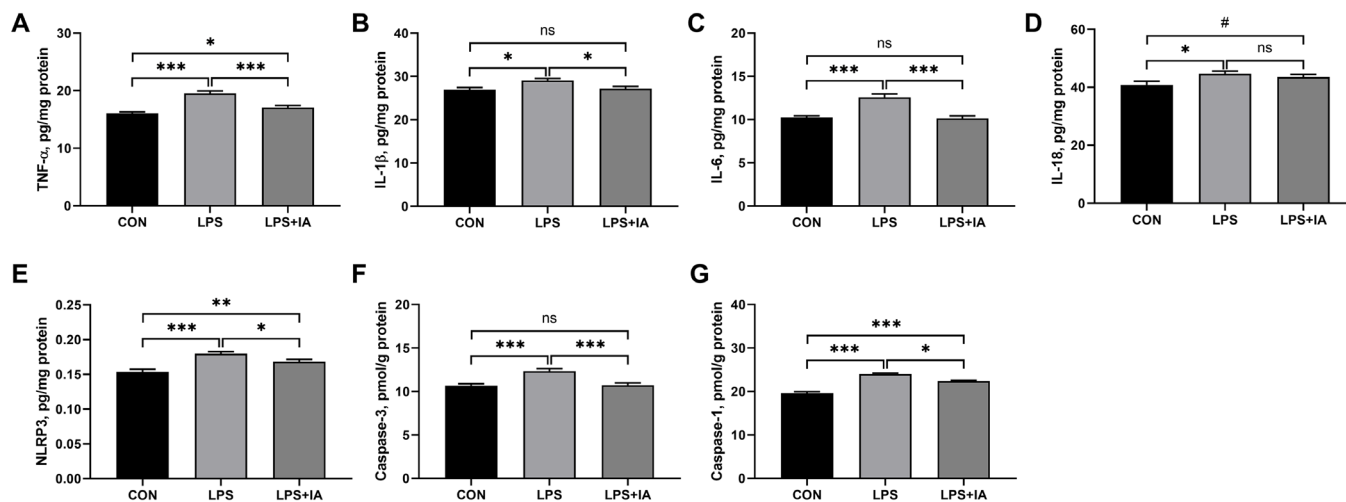 A
TNF-α, pg/mg protein
30
20
10
0
*
*** ***
CON LPS LPS+IA
B
IL-1β, pg/mg protein
40
30
20
10
0
ns
* *
CON LPS LPS+IA
C
IL-6, pg/mg protein
20
15
10
5
0
ns
*** ***
CON LPS LPS+IA
D
IL-18, pg/mg protein
60
40
20
0
#
* ns
CON LPS LPS+IA
E
NLRP3, pg/mg protein
0.25
0.20
0.15
0.10
0.05
0.00
**
*** *
CON LPS LPS+IA
F
Caspase-3, pmol/g protein
20
15
10
5
0
ns
*** ***
CON LPS LPS+IA
G
Caspase-1, pmol/g protein
40
30
20
10
0
***
*** *
CON LPS LPS+IA